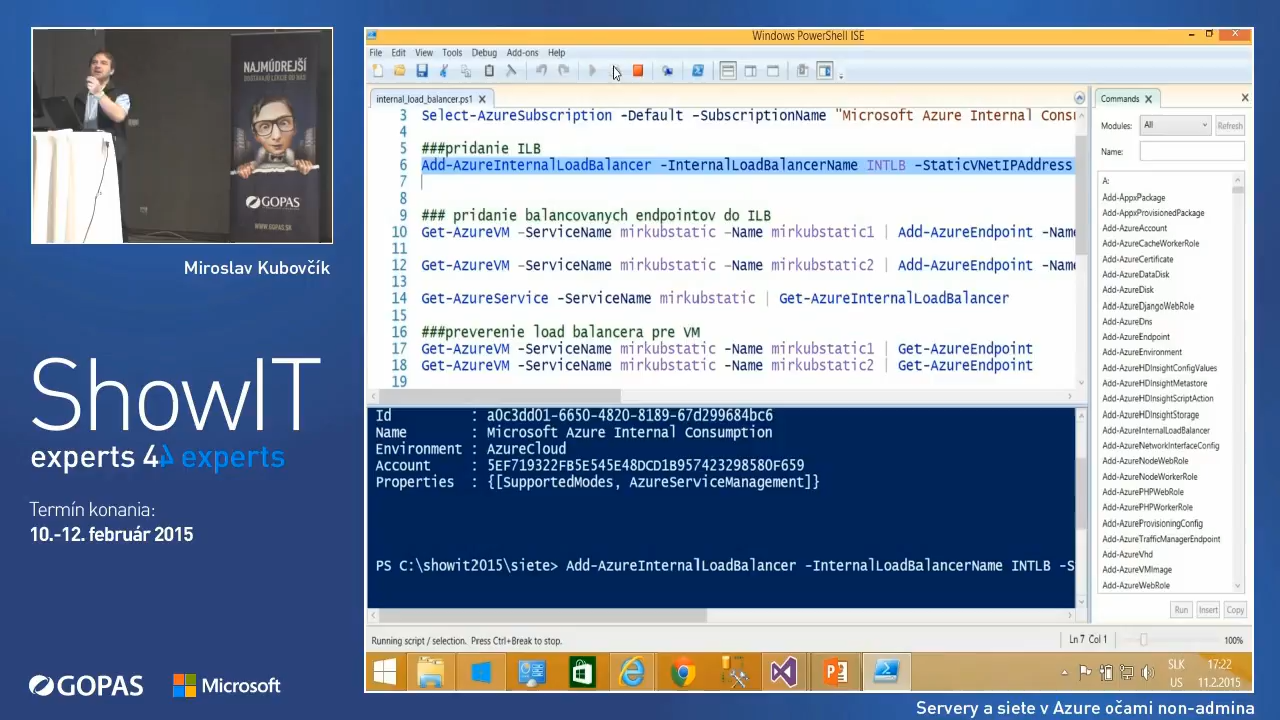 NAJMÚDREJŠÍ
GOPAS
WWW.GOPAS.SK
Miroslav Kubovčík
ShowIT
experts 44 experts
Termín konania:
10.-12. február 2015
GOPAS
Microsoft
Windows PowerShell ISE
File Edit View Tools Debug Add-ons Help
internal_load_balancer.ps1
3 Select-AzureSubscription -Default -SubscriptionName "Microsoft Azure Internal Consu
4
5 ###pridanie ILB
6 Add-AzureInternalLoadBalancer -InternalLoadBalancerName INTLB -StaticVNetIPAddress
7
8
9 ### pridanie balancovanych endpointov do ILB
10 Get-AzureVM –ServiceName mirkubstatic –Name mirkubstatic1 | Add-AzureEndpoint -Name
11
12 Get-AzureVM –ServiceName mirkubstatic –Name mirkubstatic2 | Add-AzureEndpoint -Name
13
14 Get-AzureService -ServiceName mirkubstatic | Get-AzureInternalLoadBalancer
15
16 ###preverenie load balancera pre VM
17 Get-AzureVM -ServiceName mirkubstatic -Name mirkubstatic1 | Get-AzureEndpoint
18 Get-AzureVM -ServiceName mirkubstatic -Name mirkubstatic2 | Get-AzureEndpoint
19
Id : a0c3dd01-6650-4820-8189-67d299684bc6
Name : Microsoft Azure Internal Consumption
Environment : AzureCloud
Account : 5EF719322FB5E545E48DCD1B957423298580F659
Properties : {[SupportedModes, AzureServiceManagement]}
PS C:\showit2015\siete> Add-AzureInternalLoadBalancer -InternalLoadBalancerName INTLB -S
Running script / selection. Press Ctrl+Break to stop.
Ln 7 Col 1
100%
Commands
Modules: All Refresh
Name:
A:
Add-AppxPackage
Add-AppxProvisionedPackage
Add-AzureAccount
Add-AzureCacheWorkerRole
Add-AzureCertificate
Add-AzureDataDisk
Add-AzureDisk
Add-AzureDjangoWebRole
Add-AzureDns
Add-AzureEndpoint
Add-AzureEnvironment
Add-AzureHDInsightConfigValues
Add-AzureHDInsightMetastore
Add-AzureHDInsightScriptAction
Add-AzureHDInsightStorage
Add-AzureInternalLoadBalancer
Add-AzureNetworkInterfaceConfig
Add-AzureNodeWebRole
Add-AzureNodeWorkerRole
Add-AzurePHPWebRole
Add-AzurePHPWorkerRole
Add-AzureProvisioningConfig
Add-AzureTrafficManagerEndpoint
Add-AzureVhd
Add-AzureVMImage
Add-AzureWebRole
Run Insert Copy
SLK 17:22
US 11.2.2015
Servery a siete v Azure očami non-admina